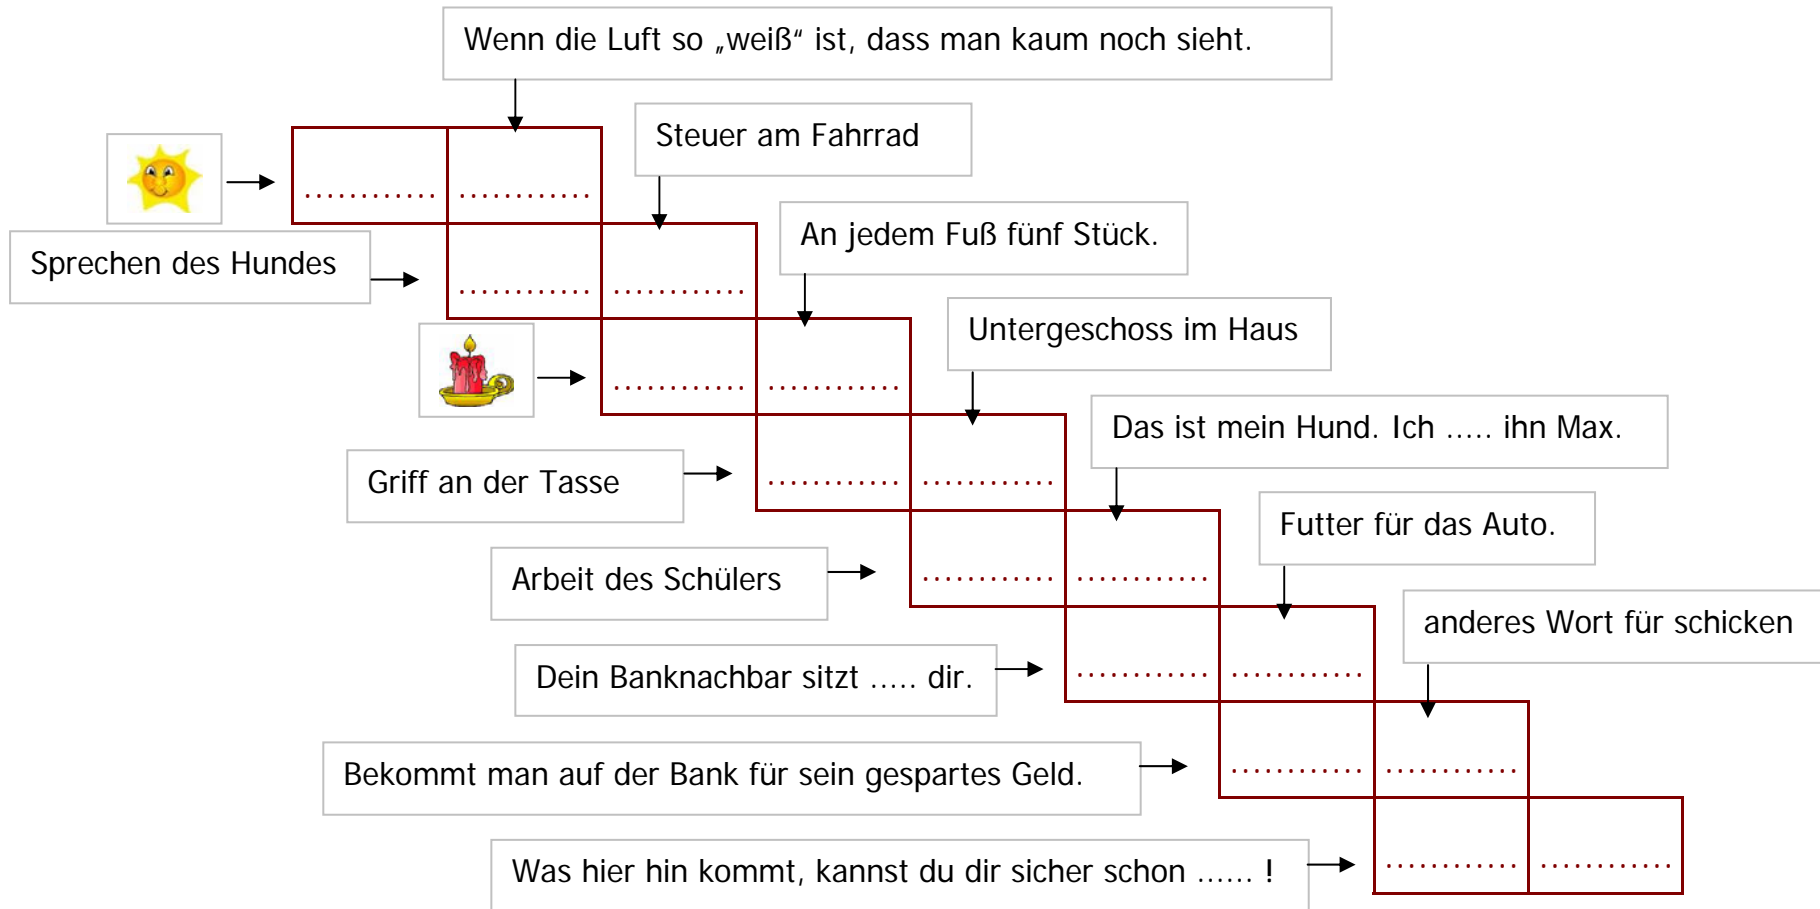 Wenn die Luft so „weiß“ ist, dass man kaum noch sieht.
Steuer am Fahrrad
........... ...........
An jedem Fuß fünf Stück.
Sprechen des Hundes
........... ...........
Untergeschoss im Haus
........... ...........
Das ist mein Hund. Ich ..... ihn Max.
Griff an der Tasse
........... ...........
Futter für das Auto.
Arbeit des Schülers
........... ...........
anderes Wort für schicken
Dein Banknachbar sitzt ..... dir.
........... ...........
Bekommt man auf der Bank für sein gespartes Geld.
........... ...........
Was hier hin kommt, kannst du dir sicher schon ...... !
........... ...........